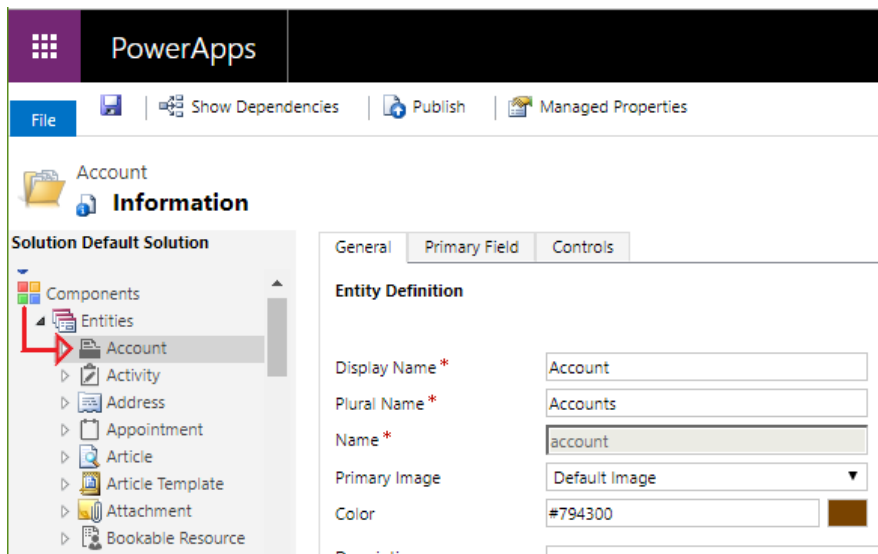 PowerApps
File
Show Dependencies
Publish
Managed Properties
Account
Information
Solution Default Solution
Components
Entities
Account
Activity
Address
Appointment
Article
Article Template
Attachment
Bookable Resource
General
Primary Field
Controls
Entity Definition
Display Name*
Account
Plural Name*
Accounts
Name*
account
Primary Image
Default Image
Color
#794300